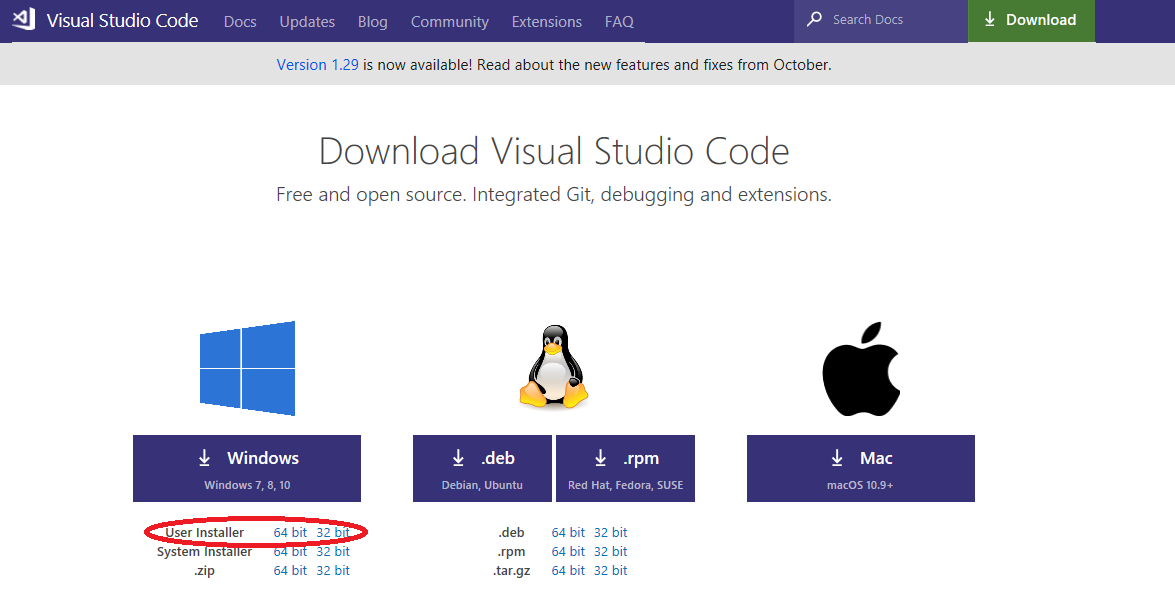 Visual Studio Code Docs Updates Blog Community Extensions FAQ Search Docs Download
Version 1.29 is now available! Read about the new features and fixes from October.
Download Visual Studio Code
Free and open source. Integrated Git, debugging and extensions.
Windows
Windows 7, 8, 10
.deb
Debian, Ubuntu
.rpm
Red Hat, Fedora, SUSE
Mac
macOS 10.9+
User Installer 64 bit 32 bit
System Installer 64 bit 32 bit
.zip 64 bit 32 bit
.deb 64 bit 32 bit
.rpm 64 bit 32 bit
.tar.gz 64 bit 32 bit